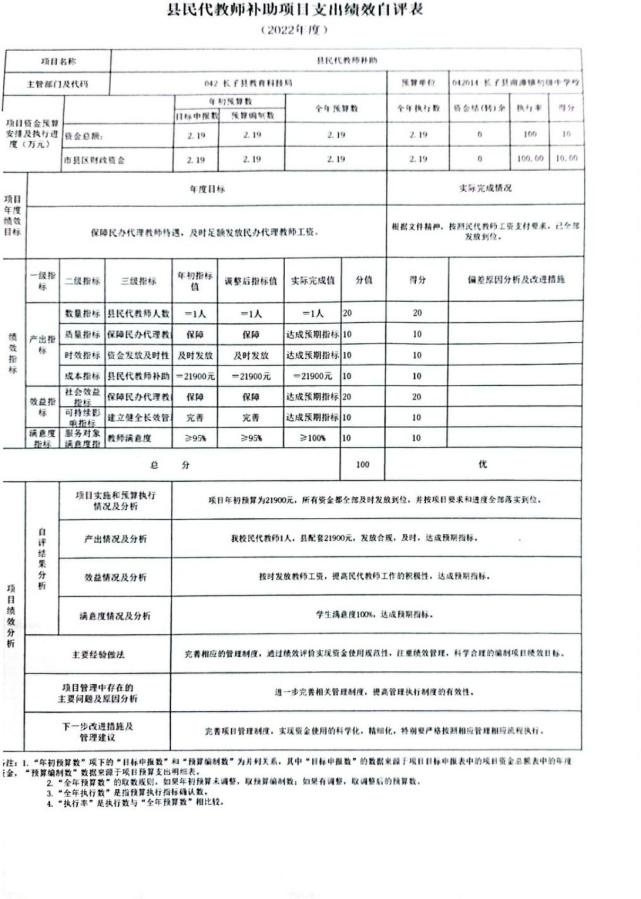 县民代教师补助项目支出绩效自评表
(2022年度)
项目名称 县民代教师补助
主管部门及代码 042 长子县教育科技局 预算单位 042014 长子县南漳镇初级中学校
项目资金预算安排及执行进度（万元） 年初预算数 全年预算数 全年执行数 资金结(转)余 执行率 得分
目标申报数 预算编制数
资金总额: 2.19 2.19 2.19 2.19 0 100 10
市县区财政资金 2.19 2.19 2.19 2.19 0 100.00 10.00
项目年度绩效目标 年度目标 实际完成情况
保障民办代理教师待遇，及时足额发放民办代理教师工资。 根据文件精神，按照民代教师工资支付要求，已全部发放到位。
绩效指标 一级指标 二级指标 三级指标 年初指标值 调整后指标值 实际完成值 分值 得分 偏差原因分析及改进措施
产出指标 数量指标 县民代教师人数 =1人 =1人 =1人 20 20
质量指标 保障民办代理教 保障 保障 达成预期指标 10 10
时效指标 资金发放及时性 及时发放 及时发放 达成预期指标 10 10
成本指标 县民代教师补助 =21900元 =21900元 =21900元 10 10
效益指标 社会效益指标 保障民办代理教 保障 保障 达成预期指标 20 20
可持续影响指标 建立健全长效管 完善 完善 达成预期指标 10 10
满意度指标 服务对象满意度指 教师满意度 ≥95% ≥95% ≥100% 10 10
总 分 100 优
项目绩效分析 自评结果分析 项目实施和预算执行情况及分析 项目年初预算为21900元，所有资金都全部及时发放到位，并按项目要求和进度全部落实到位。
产出情况及分析 我校民代教师1人，县配套21900元，发放合规，及时，达成预期指标。
效益情况及分析 按时发放教师工资，提高民代教师工作的积极性，达成预期指标。
满意度情况及分析 学生满意度100%，达成预期指标。
主要经验做法 完善相应的管理制度，通过绩效评价实现资金使用规范性，注重绩效管理，科学合理的编制项目绩效目标。
项目管理中存在的主要问题及原因分析 进一步完善相关管理制度，提高管理执行制度的有效性。
下一步改进措施及管理建议 完善项目管理制度，实现资金使用的科学化，精细化，特别要严格按照相应管理相应流程执行。
注：1.“年初预算数”项下的“目标申报数”和“预算编制数”为并列关系，其中“目标申报数”的数据来源于项目目标申报表中的项目资金总额表中的年度
金，“预算编制数”数据来源于项目预算支出明细表。
2.“全年预算数”的取数规则，如果年初预算未调整，取预算编制数；如果有调整，取调整后的预算数。
3.“全年执行数”是指预算执行指标确认数。
4.“执行率”是执行数与“全年预算数”相比较。